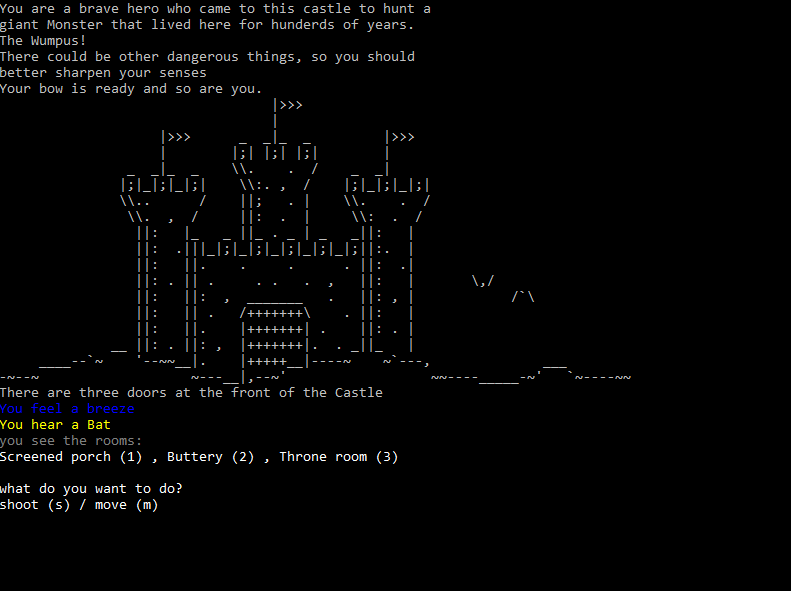 You are a brave hero who came to this castle to hunt a
giant Monster that lived here for hunderds of years.
The Wumpus!
There could be other dangerous things, so you should
better sharpen your senses
Your bow is ready and so are you.
There are three doors at the front of the Castle
You feel a breeze
You hear a Bat
you see the rooms:
Screened porch (1) , Buttery (2) , Throne room (3)
what do you want to do?
shoot (s) / move (m)